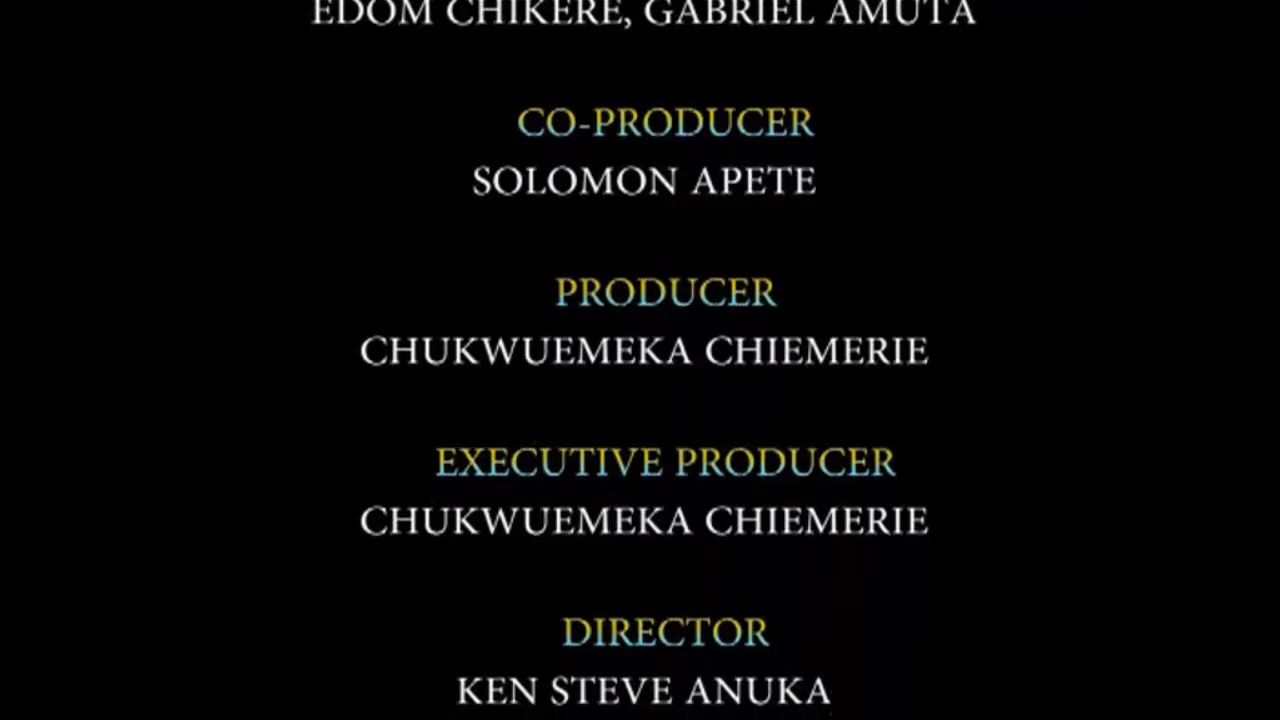 EDOM CHIKERE, GABRIEL AMUTA
CO-PRODUCER
SOLOMON APETE
PRODUCER
CHUKWUEMEKA CHIEMERIE
EXECUTIVE PRODUCER
CHUKWUEMEKA CHIEMERIE
DIRECTOR
KEN STEVE ANUKA